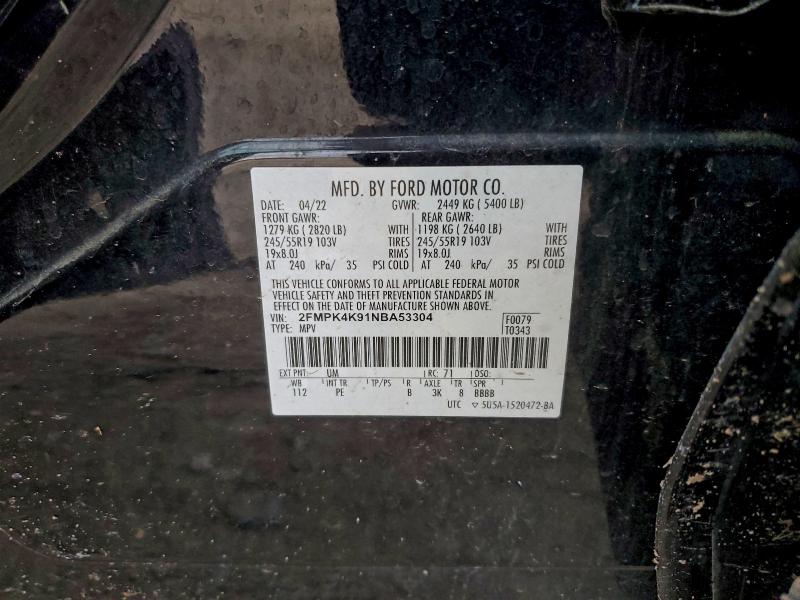 MFD. BY FORD MOTOR CO.
DATE: 04/22 GVWR: 2449 KG ( 5400 LB)
FRONT GAWR: REAR GAWR:
1279 KG ( 2820 LB) WITH 1198 KG ( 2640 LB) WITH
245/55R19 103V TIRES 245/55R19 103V TIRES
19x8.0J RIMS 19x8.0J RIMS
AT 240 kPa/ 35 PSI COLD AT 240 kPa/ 35 PSI COLD
THIS VEHICLE CONFORMS TO ALL APPLICABLE FEDERAL MOTOR
VEHICLE SAFETY AND THEFT PREVENTION STANDARDS IN
EFFECT ON THE DATE OF MANUFACTURE SHOWN ABOVE.
VIN: 2FMPK4K91NBA53304 F0079
TYPE: MPV T0343
EXT PNT: UM RC: 71 DSO:
WB INT TR TP/PS R AXLE TR SPR
112 PE B 3K 8 BBBB
UTC ▽ 5U5A-1520472-BA